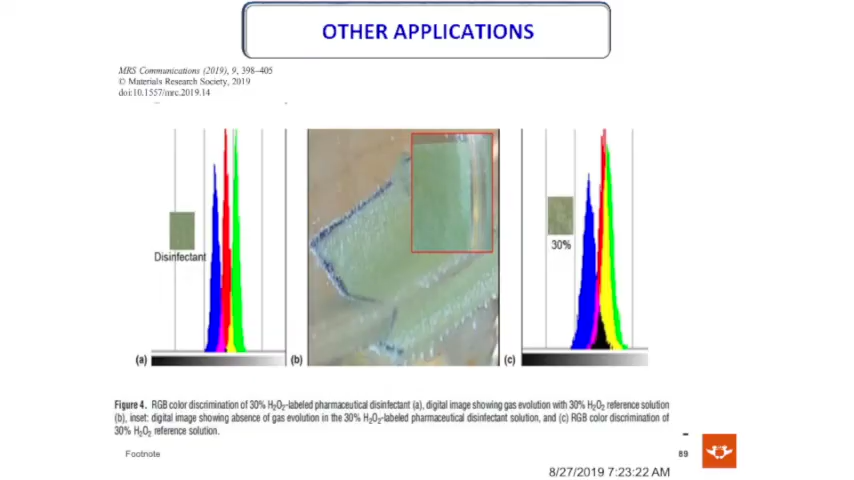 OTHER APPLICATIONS
MRS Communications (2019), 9, 398–405
© Materials Research Society, 2019
doi:10.1557/mrc.2019.14
Disinfectant
30%
(a)
(b)
(c)
Figure 4. RGB color discrimination of 30% H₂O₂-labeled pharmaceutical disinfectant (a), digital image showing gas evolution with 30% H₂O₂ reference solution
(b), inset: digital image showing absence of gas evolution in the 30% H₂O₂-labeled pharmaceutical disinfectant solution, and (c) RGB color discrimination of
30% H₂O₂ reference solution.
Footnote
89
8/27/2019 7:23:22 AM